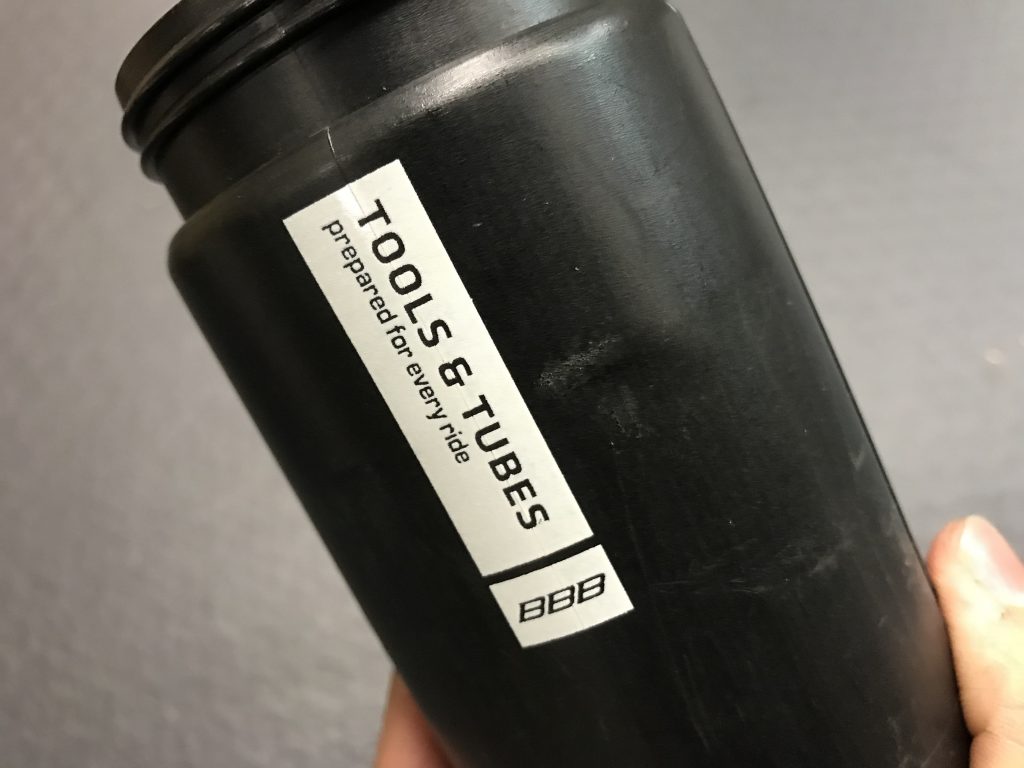 TOOLS & TUBES
prepared for every ride
BBB